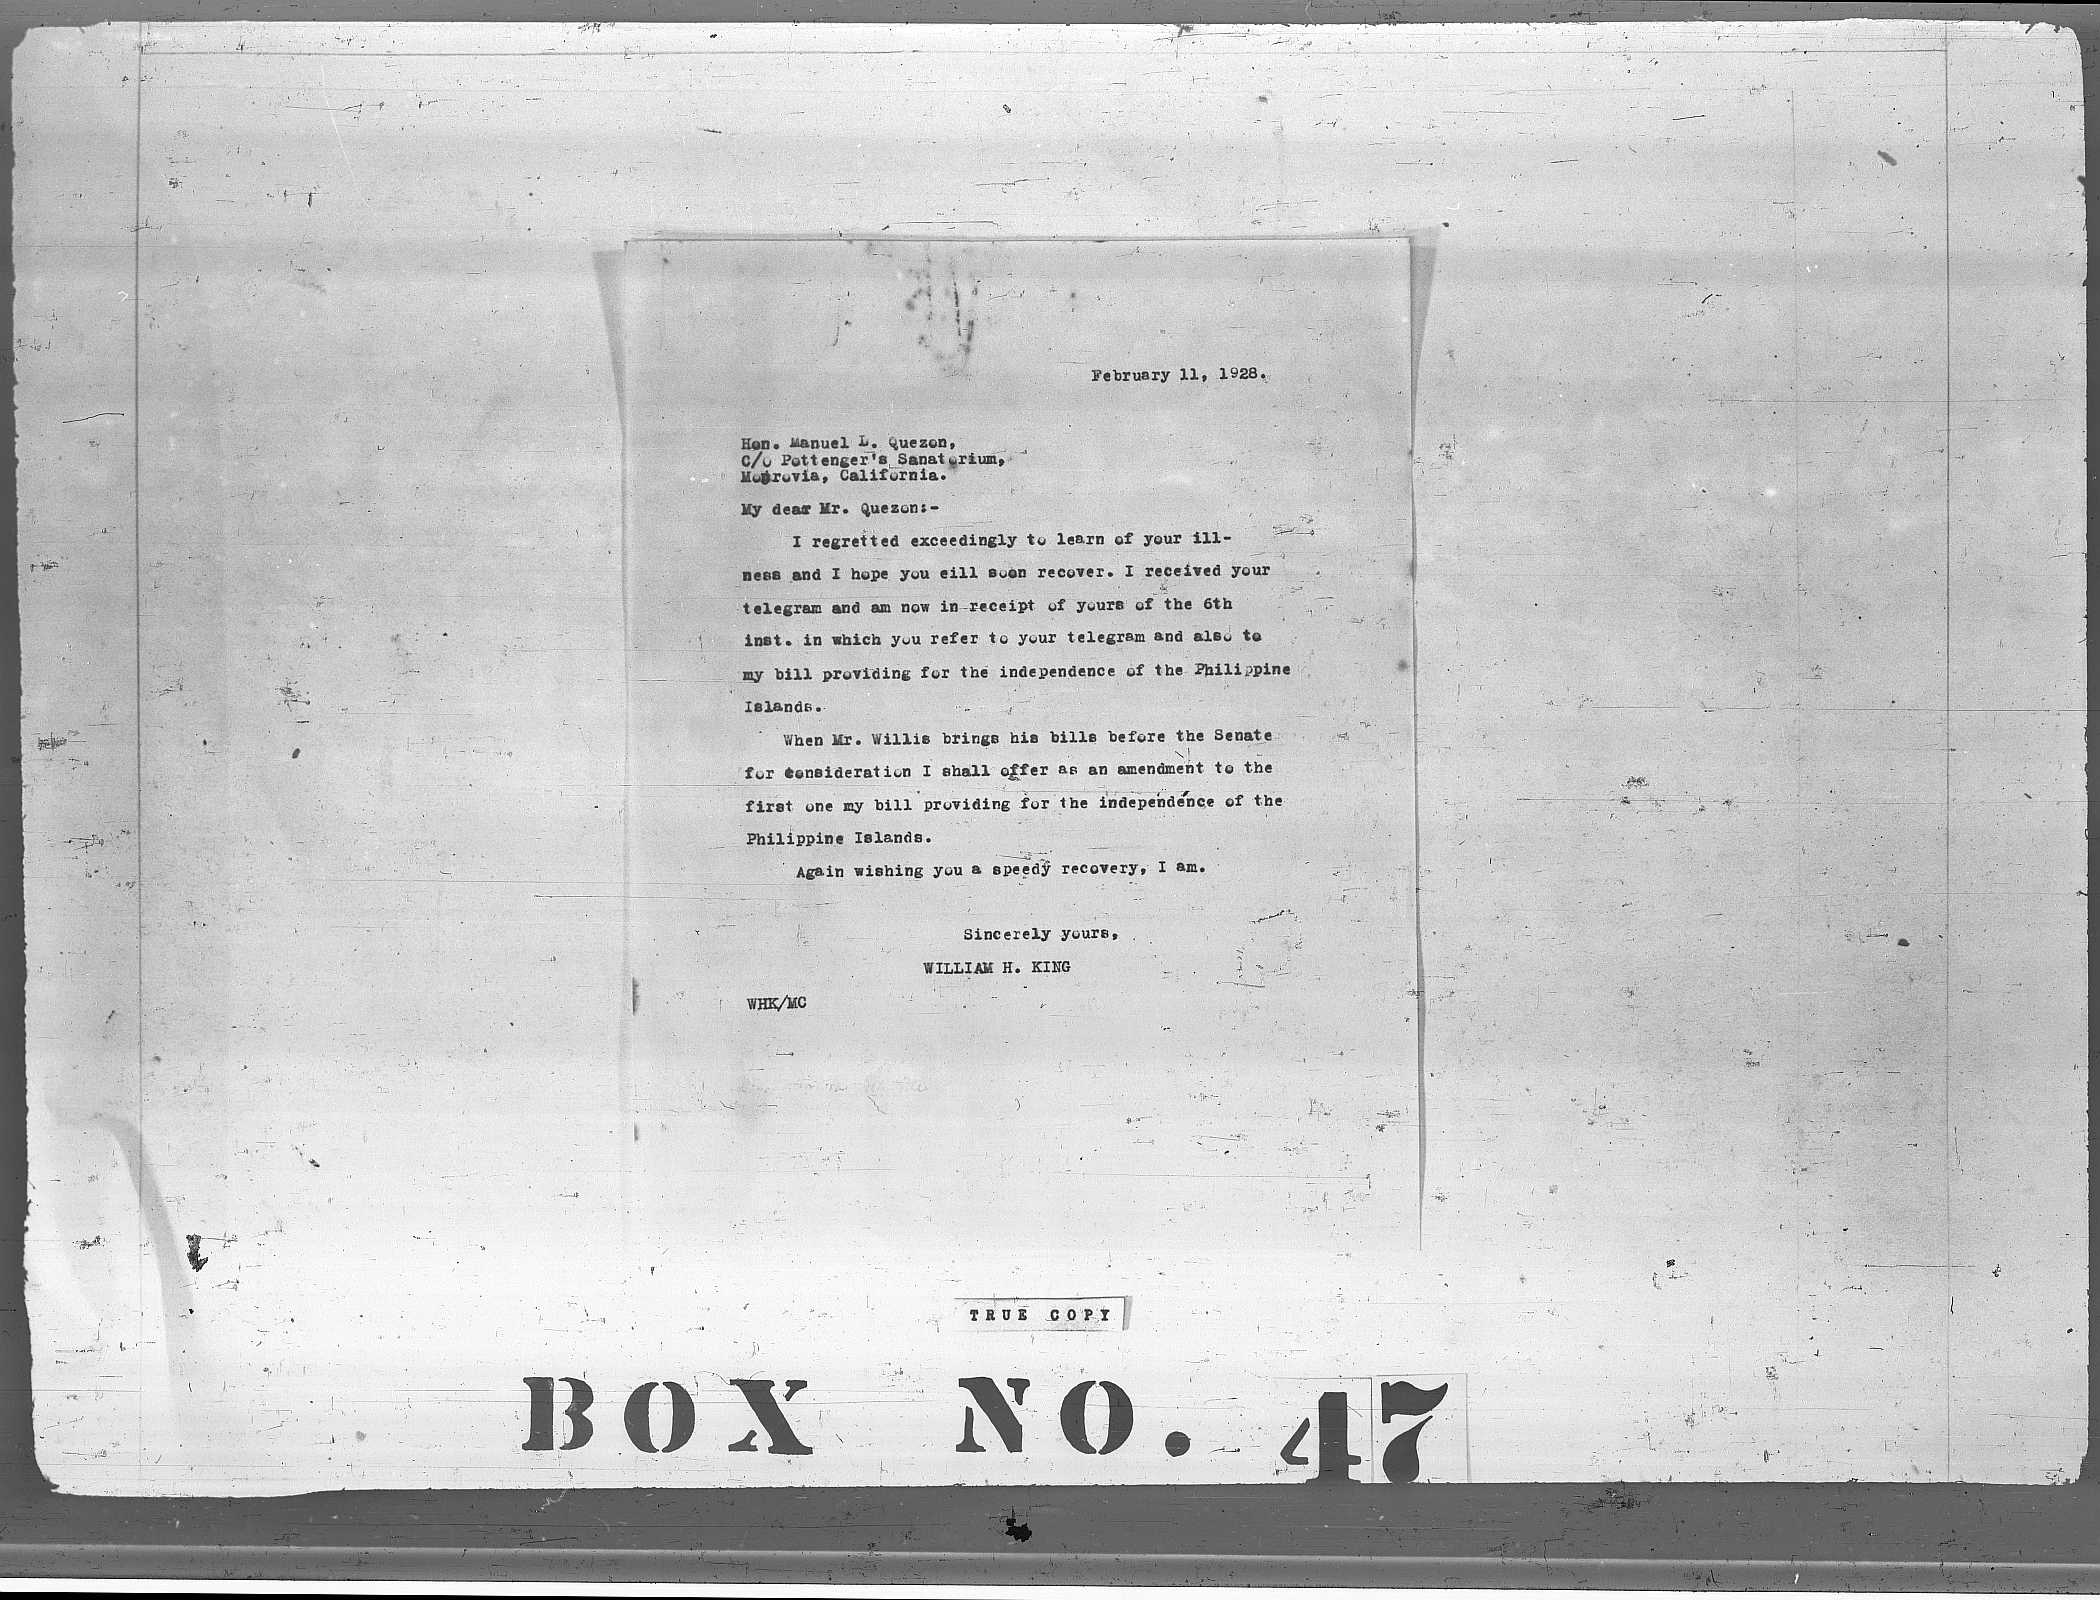 February 11, 1928.
Hon. Manuel L. Quezon,
C/o Pottenger's Sanatorium,
Monrovia, California.
My dear Mr. Quezon:-
I regretted exceedingly to learn of your ill-
ness and I hope you eill soon recover. I received your
telegram and am now in receipt of yours of the 6th
inst. in which you refer to your telegram and also to
my bill providing for the independence of the Philippine
Islands.
When Mr. Willis brings his bills before the Senate
for consideration I shall offer as an amendment to the
first one my bill providing for the independence of the
Philippine Islands.
Again wishing you a speedy recovery, I am.
Sincerely yours,
WILLIAM H. KING
WHK/MC
TRUE COPY
BOX NO. 47